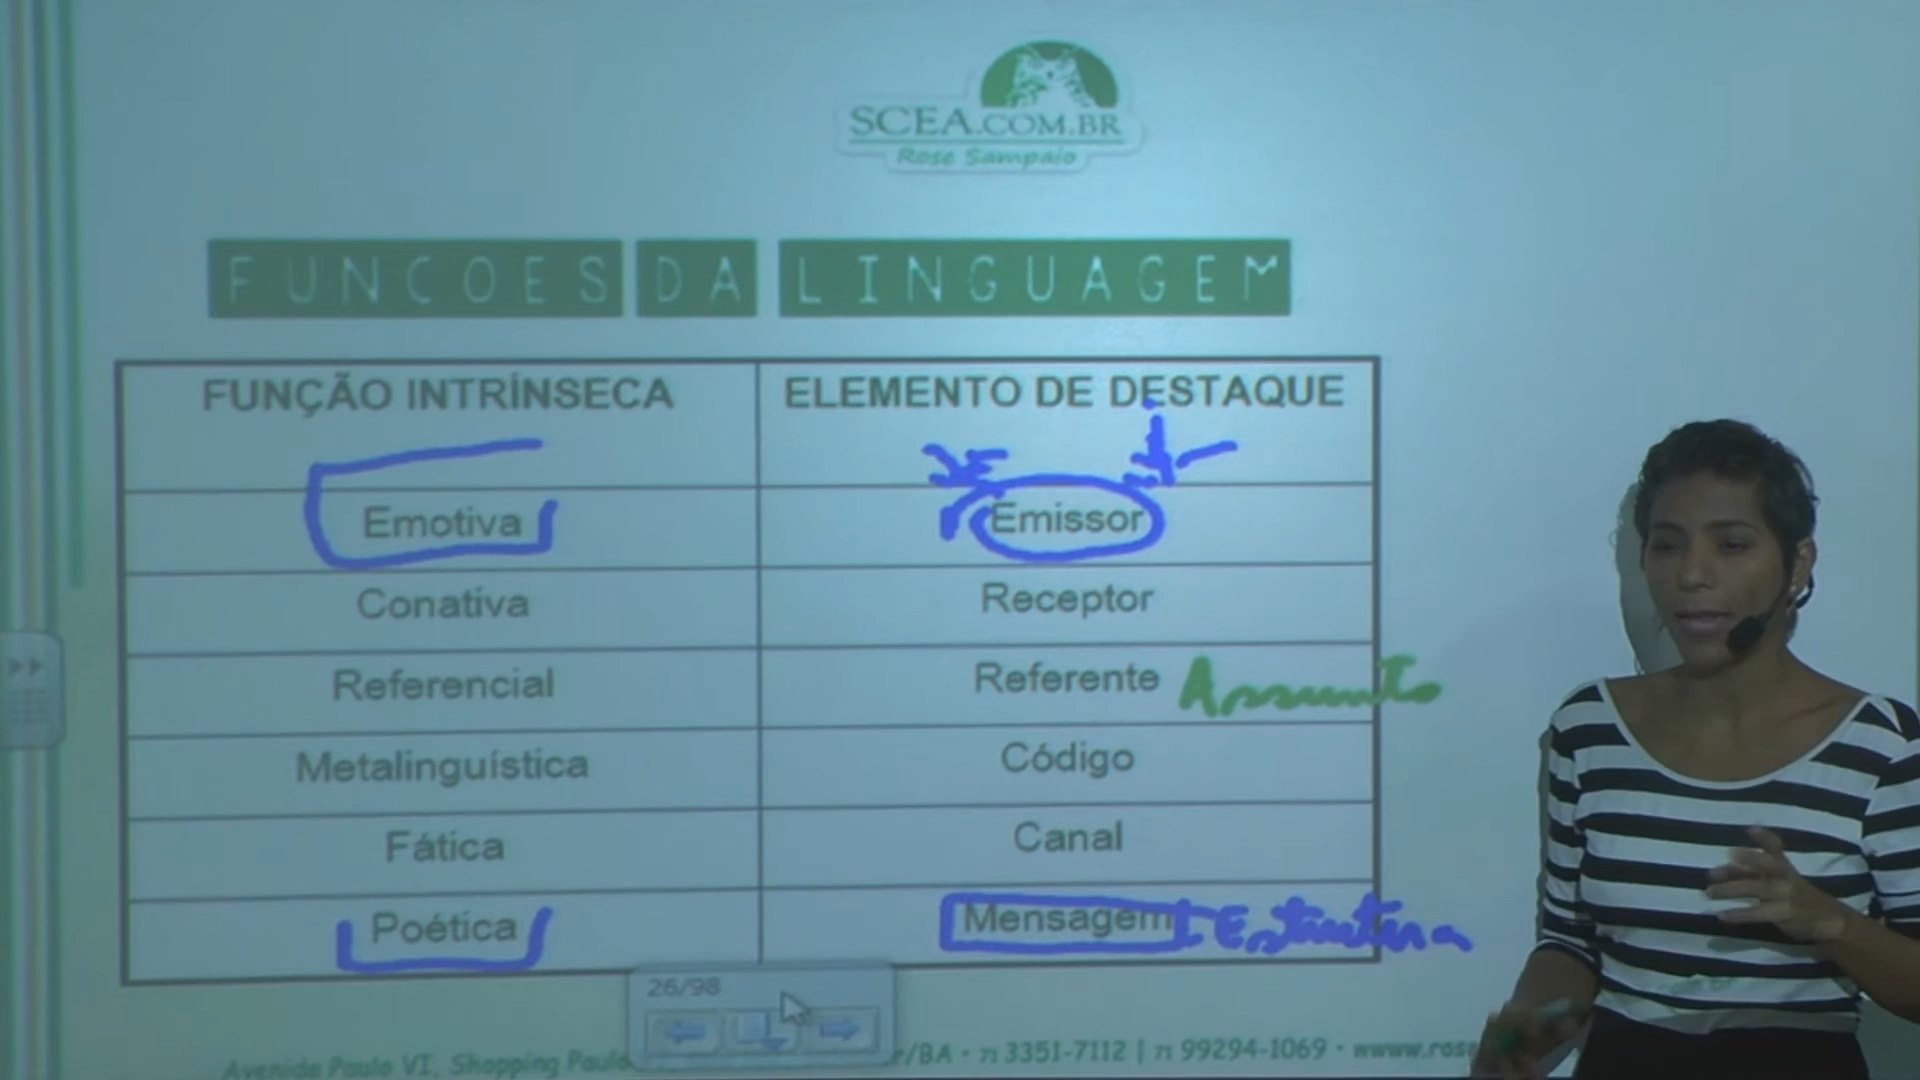 SCEA.COM.BR
Rose Sampaio
FUNCOES DA LINGUAGEM
FUNÇÃO INTRÍNSECA ELEMENTO DE DESTAQUE
Emotiva Emissor
Conativa Receptor
Referencial Referente Assunto
Metalinguística Código
Fática Canal
Poética Mensagem Estrutura
26/98
Avenida Paulo VI, Shopping Paulo /BA • 71 3351-7112 | 71 99294-1069 •